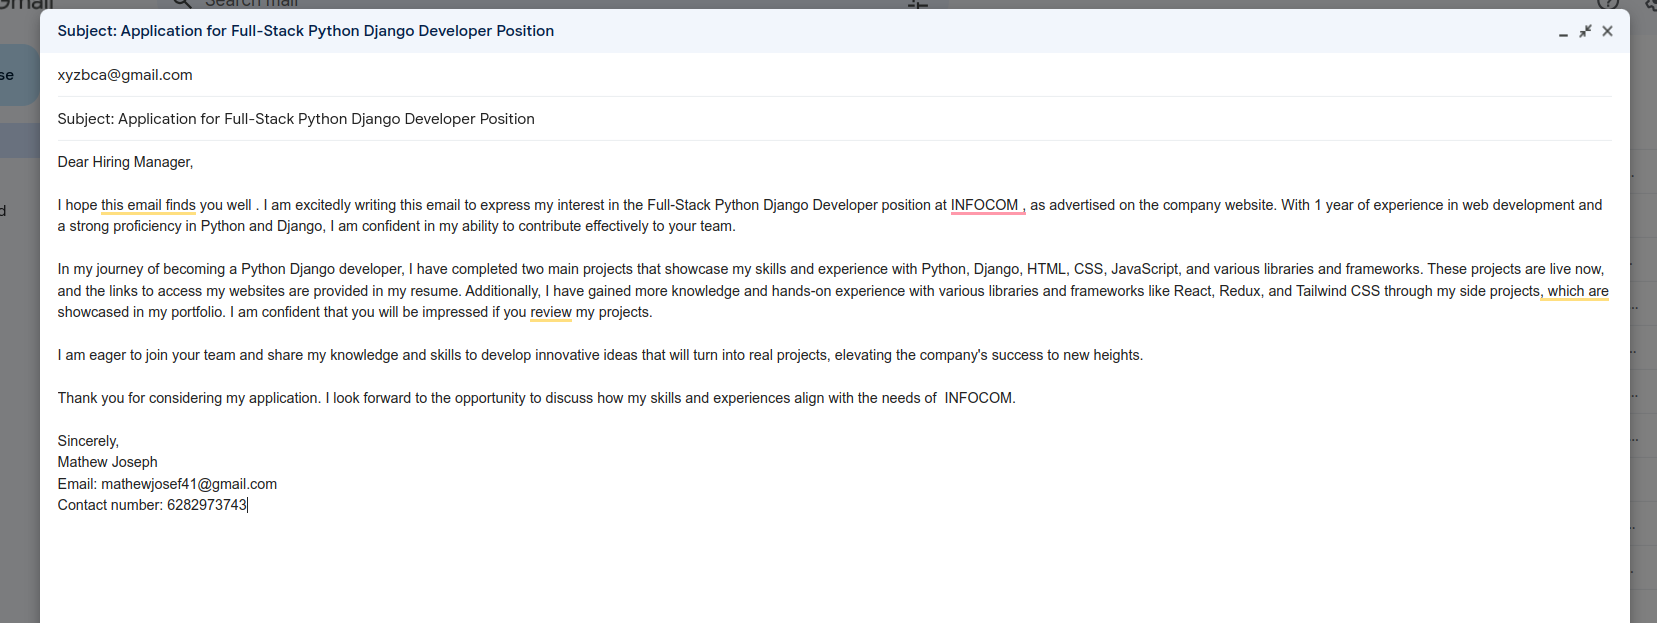 Gmail
Search mail
Subject: Application for Full-Stack Python Django Developer Position
se
xyzbca@gmail.com
Subject: Application for Full-Stack Python Django Developer Position
Dear Hiring Manager,
d
I hope this email finds you well . I am excitedly writing this email to express my interest in the Full-Stack Python Django Developer position at INFOCOM , as advertised on the company website. With 1 year of experience in web development and
a strong proficiency in Python and Django, I am confident in my ability to contribute effectively to your team.
In my journey of becoming a Python Django developer, I have completed two main projects that showcase my skills and experience with Python, Django, HTML, CSS, JavaScript, and various libraries and frameworks. These projects are live now,
and the links to access my websites are provided in my resume. Additionally, I have gained more knowledge and hands-on experience with various libraries and frameworks like React, Redux, and Tailwind CSS through my side projects, which are
showcased in my portfolio. I am confident that you will be impressed if you review my projects.
I am eager to join your team and share my knowledge and skills to develop innovative ideas that will turn into real projects, elevating the company's success to new heights.
Thank you for considering my application. I look forward to the opportunity to discuss how my skills and experiences align with the needs of  INFOCOM.
Sincerely,
Mathew Joseph
Email: mathewjosef41@gmail.com
Contact number: 6282973743